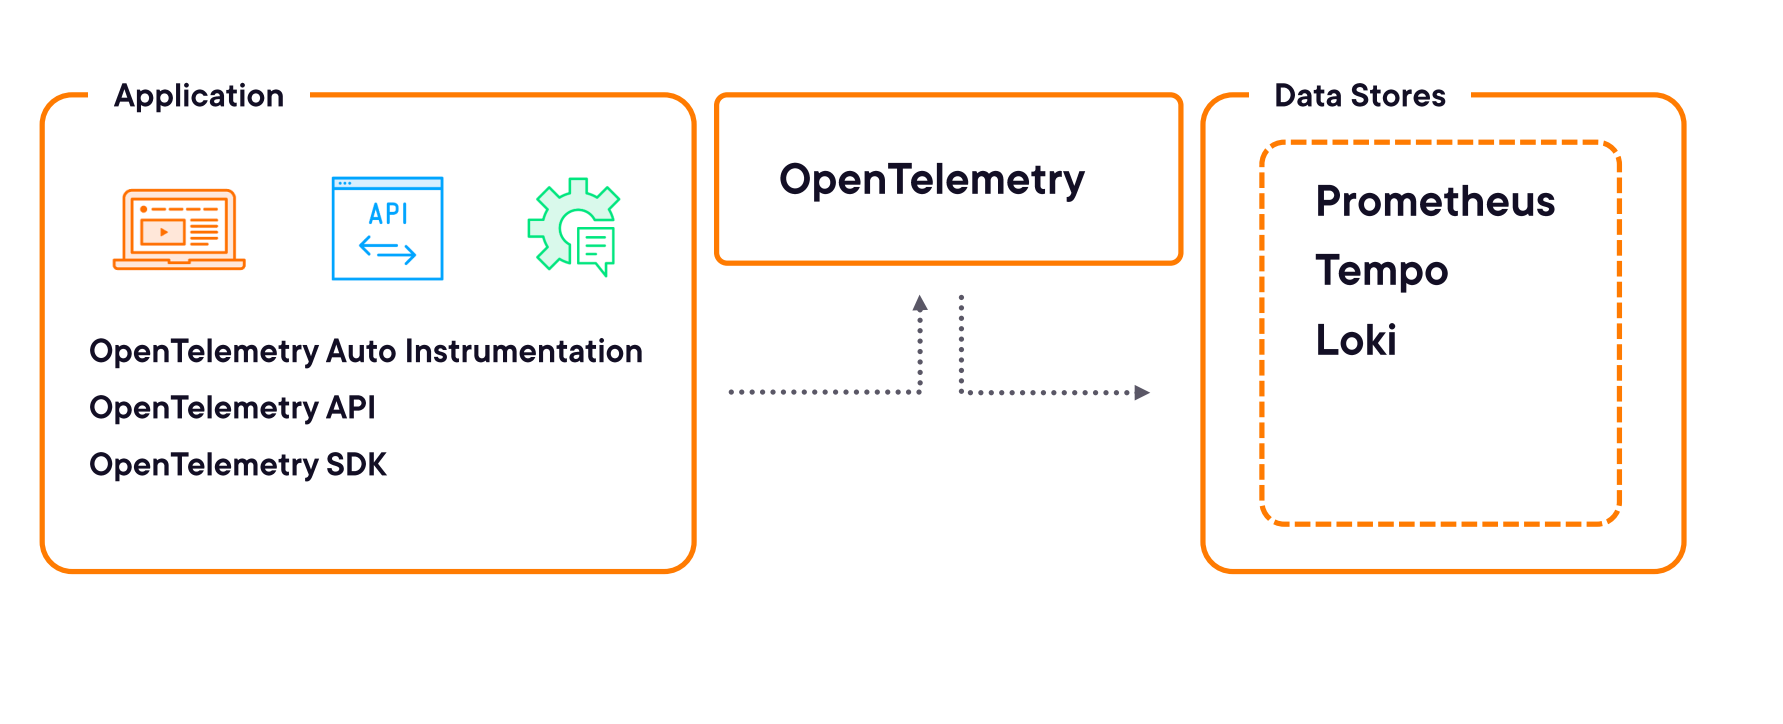 Application
API
OpenTelemetry Auto Instrumentation
OpenTelemetry API
OpenTelemetry SDK
OpenTelemetry
Data Stores
Prometheus
Tempo
Loki